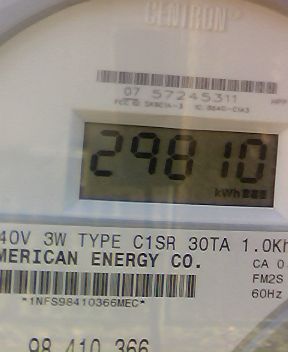 CENTRON
07 57245311
29810
kWh
40V 3W TYPE C1SR 30TA 1.0Kh
MERICAN ENERGY CO.
CA 0
FM2S
*1NFS98410366MEC*
60Hz
98 410 366